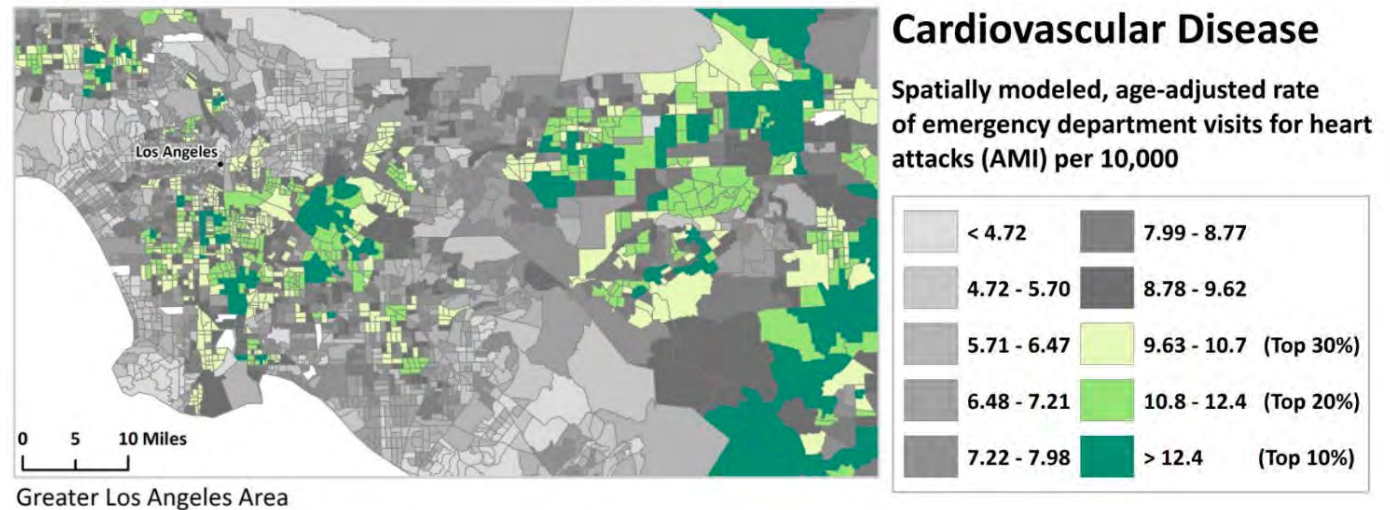 Cardiovascular Disease
Spatially modeled, age-adjusted rate
of emergency department visits for heart
attacks (AMI) per 10,000
Los Angeles
< 4.72
4.72 - 5.70
5.71 - 6.47
6.48 - 7.21
7.22 - 7.98
7.99 - 8.77
8.78 - 9.62
9.63 - 10.7 (Top 30%)
10.8 - 12.4 (Top 20%)
> 12.4 (Top 10%)
0 5 10 Miles
Greater Los Angeles Area